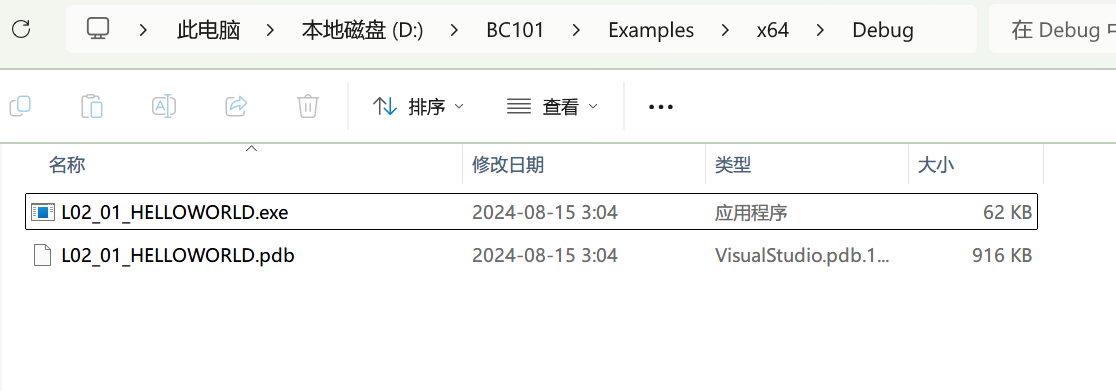 此电脑 本地磁盘 (D:) BC101 Examples x64 Debug 在 Debug
排序 查看
名称 修改日期 类型 大小
L02_01_HELLOWORLD.exe 2024-08-15 3:04 应用程序 62 KB
L02_01_HELLOWORLD.pdb 2024-08-15 3:04 VisualStudio.pdb.1... 916 KB